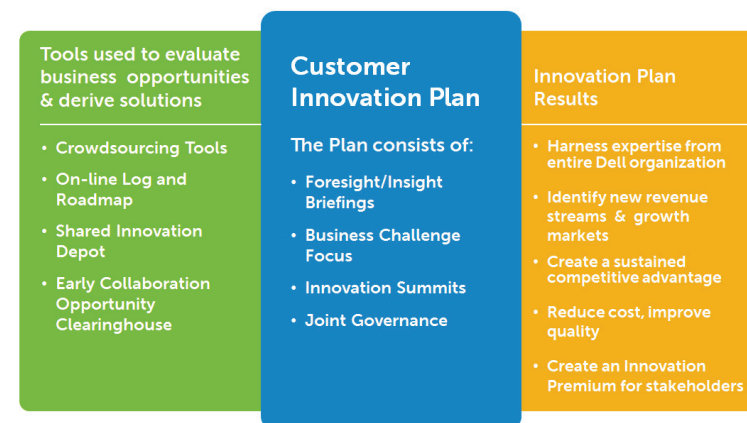 Tools used to evaluate
business opportunities
& derive solutions
• Crowdsourcing Tools
• On-line Log and
Roadmap
• Shared Innovation
Depot
• Early Collaboration
Opportunity
Clearinghouse
Customer
Innovation Plan
The Plan consists of:
• Foresight/Insight
Briefings
• Business Challenge
Focus
• Innovation Summits
• Joint Governance
Innovation Plan
Results
• Harness expertise from
entire Dell organization
• Identify new revenue
streams & growth
markets
• Create a sustained
competitive advantage
• Reduce cost, improve
quality
• Create an Innovation
Premium for stakeholders